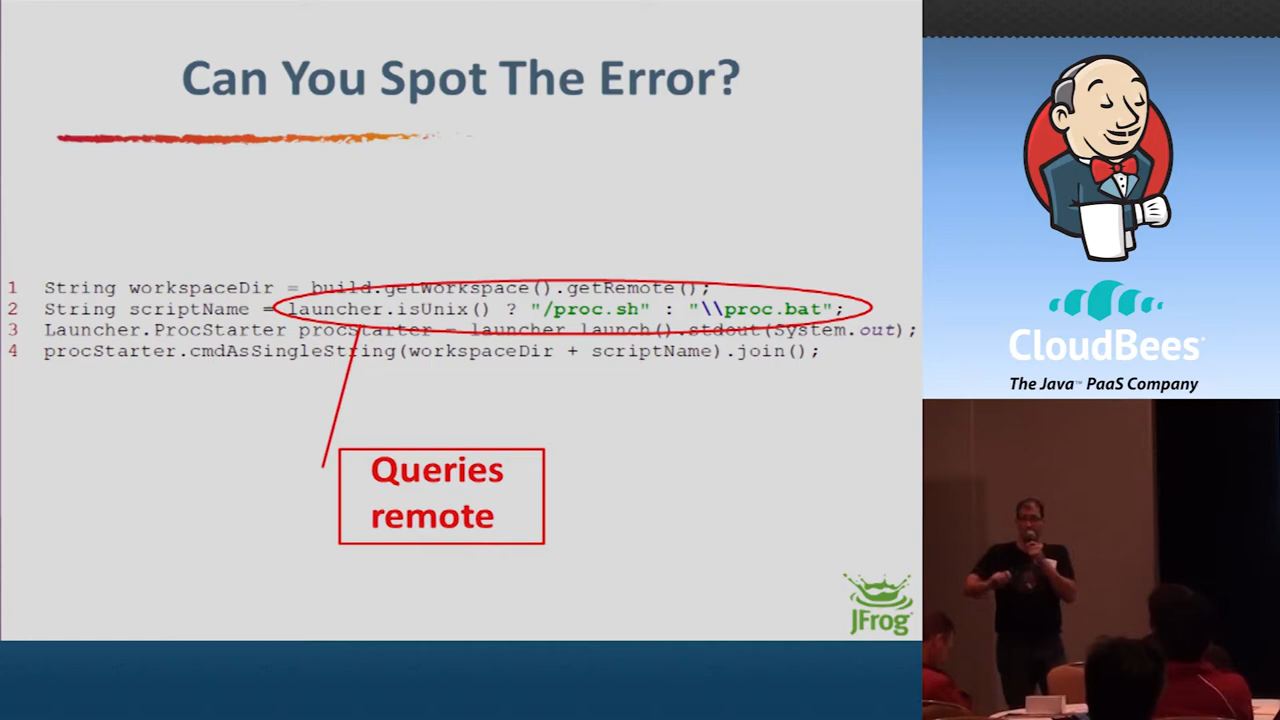 Can You Spot The Error?
1 String workspaceDir = build.getWorkspace().getRemote();
2 String scriptName = launcher.isUnix() ? "/proc.sh" : "\\proc.bat";
3 Launcher.ProcStarter procStarter = launcher.launch().stdout(System.out);
4 procStarter.cmdAsSingleString(workspaceDir + scriptName).join();
Queries
remote
JFrog
CloudBees
The Java™ PaaS Company